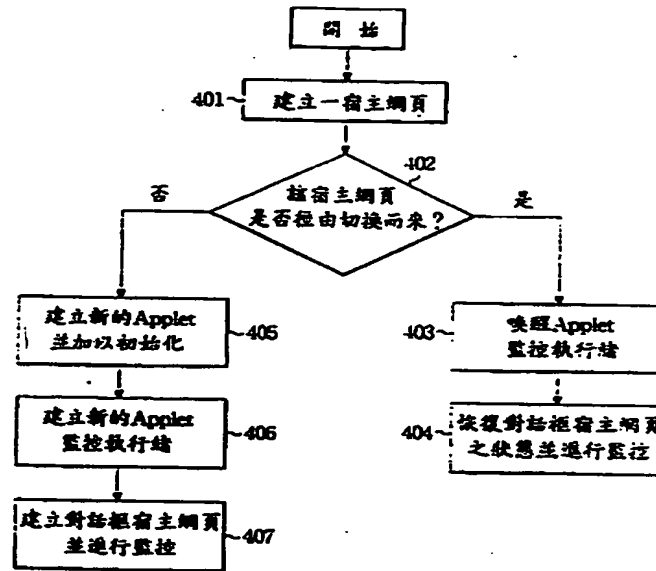 開始
401 建立一宿主網頁
402
該宿主網頁
是否經由切換而來？
否
是
建立新的Applet
並加以初始化
405
喚醒Applet
監控執行緒
403
建立新的Applet
監控執行緒
406
恢復對話框宿主網頁
之狀態並進行監控
404
建立對話框宿主網頁
並進行監控
407